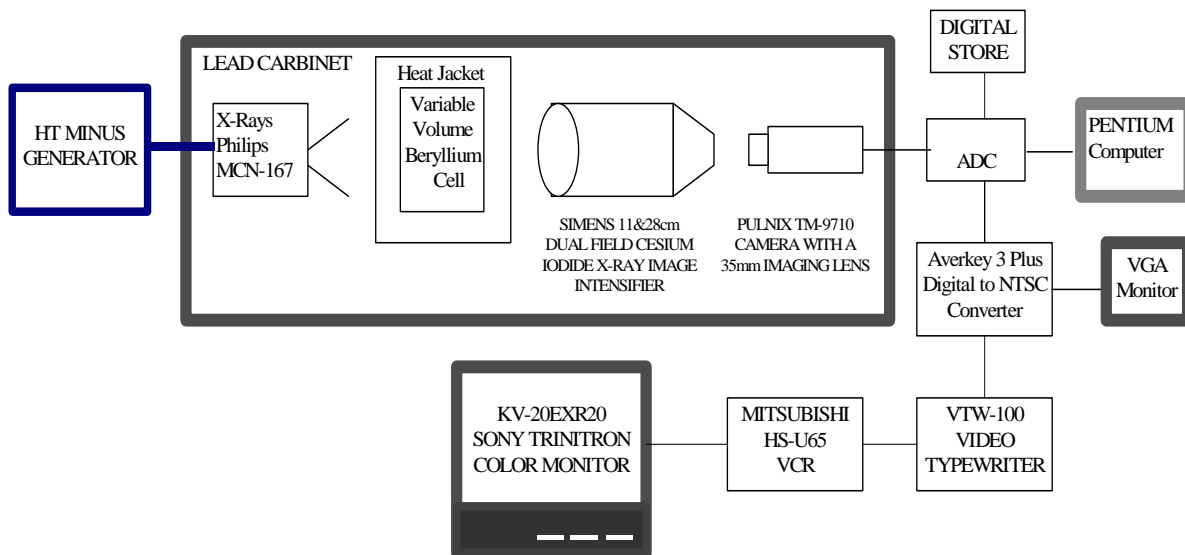 HT MINUS
GENERATOR
LEAD CARBINET
X-Rays
Philips
MCN-167
Heat Jacket
Variable
Volume
Beryllium
Cell
SIMENS 11&28cm
DUAL FIELD CESIUM
IODIDE X-RAY IMAGE
INTENSIFIER
PULNIX TM-9710
CAMERA WITH A
35mm IMAGING LENS
DIGITAL
STORE
ADC
PENTIUM
Computer
Averkey 3 Plus
Digital to NTSC
Converter
VGA
Monitor
KV-20EXR20
SONY TRINITRON
COLOR MONITOR
MITSUBISHI
HS-U65
VCR
VTW-100
VIDEO
TYPEWRITER